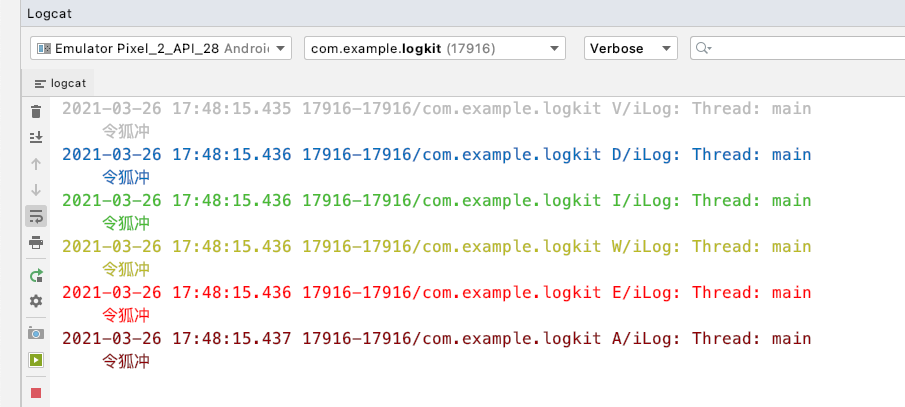 Logcat
Emulator Pixel_2_API_28 Androi
com.example.logkit (17916)
Verbose
logcat
2021-03-26 17:48:15.435 17916-17916/com.example.logkit V/iLog: Thread: main
令狐冲
2021-03-26 17:48:15.436 17916-17916/com.example.logkit D/iLog: Thread: main
令狐冲
2021-03-26 17:48:15.436 17916-17916/com.example.logkit I/iLog: Thread: main
令狐冲
2021-03-26 17:48:15.436 17916-17916/com.example.logkit W/iLog: Thread: main
令狐冲
2021-03-26 17:48:15.436 17916-17916/com.example.logkit E/iLog: Thread: main
令狐冲
2021-03-26 17:48:15.437 17916-17916/com.example.logkit A/iLog: Thread: main
令狐冲